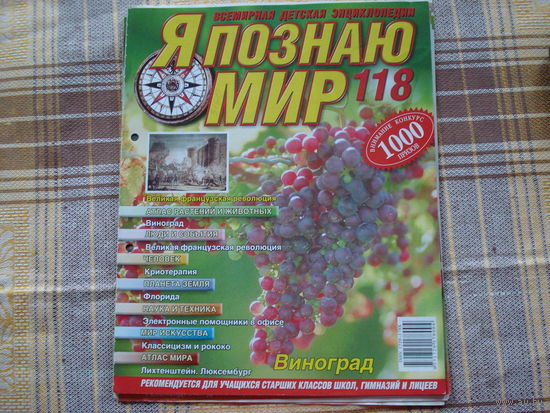 ВСЕМИРНАЯ ДЕТСКАЯ ЭНЦИКЛОПЕДИЯ
Я ПОЗНАЮ
МИР
118
ВНИМАНИЕ КОНКУРС
1000
ПРИЗОВ
Великая французская революция
АТЛАС РАСТЕНИЙ И ЖИВОТНЫХ
Виноград
ЛЮДИ И СОБЫТИЯ
Великая французская революция
ЧЕЛОВЕК
Криотерапия
ПЛАНЕТА ЗЕМЛЯ
Флорида
НАУКА И ТЕХНИКА
Электронные помощники в офисе
МИР ИСКУССТВА
Классицизм и рококо
АТЛАС МИРА
Лихтенштейн. Люксембург
Виноград
РЕКОМЕНДУЕТСЯ ДЛЯ УЧАЩИХСЯ СТАРШИХ КЛАССОВ ШКОЛ, ГИМНАЗИЙ И ЛИЦЕЕВ